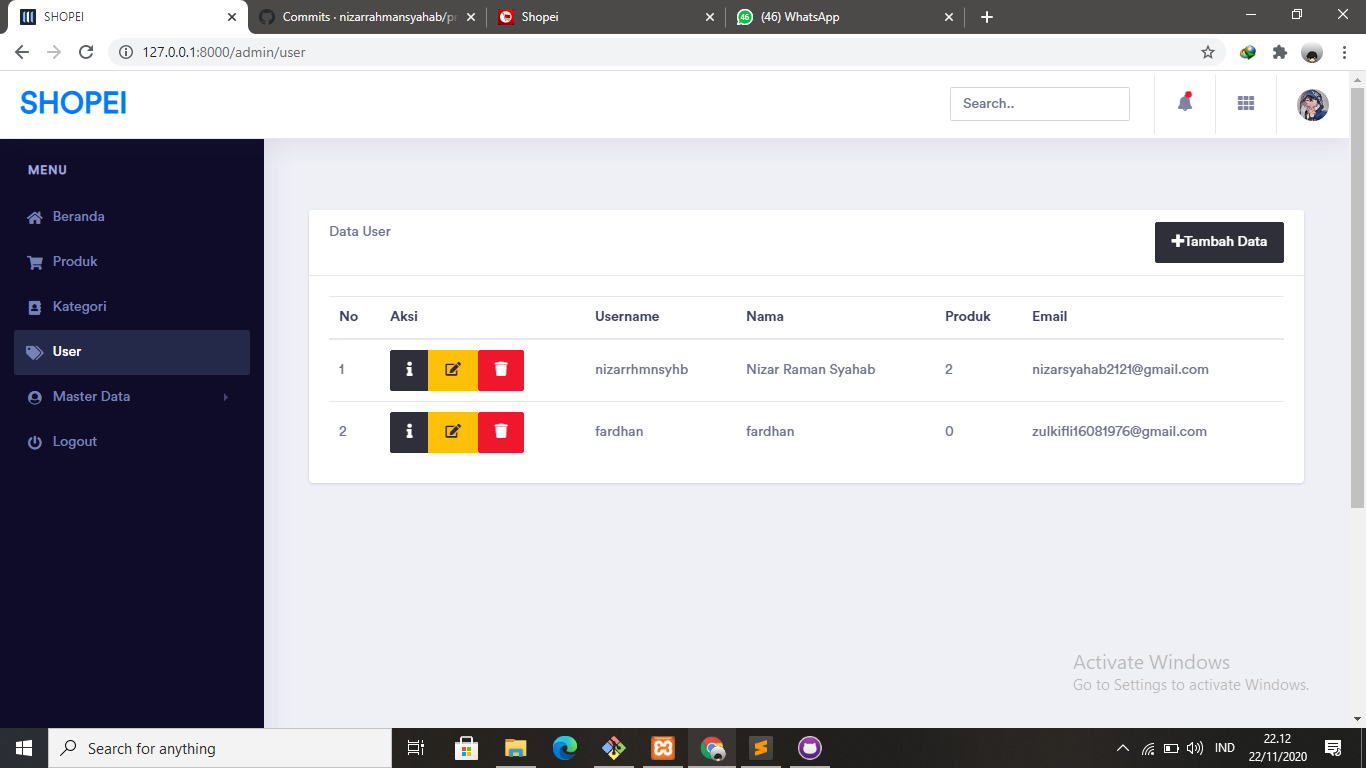 SHOPEI
Commits · nizarrahmansyahab/pr
Shopei
(46) WhatsApp
127.0.0.1:8000/admin/user
SHOPEI
Search..
MENU
Beranda
Produk
Kategori
User
Master Data
Logout
Data User
Tambah Data
No Aksi Username Nama Produk Email
1 nizarrhmnsyhb Nizar Raman Syahab 2 nizarsyahab2121@gmail.com
2 fardhan fardhan 0 zulkifli16081976@gmail.com
Activate Windows
Go to Settings to activate Windows.
Search for anything
IND
22.12
22/11/2020